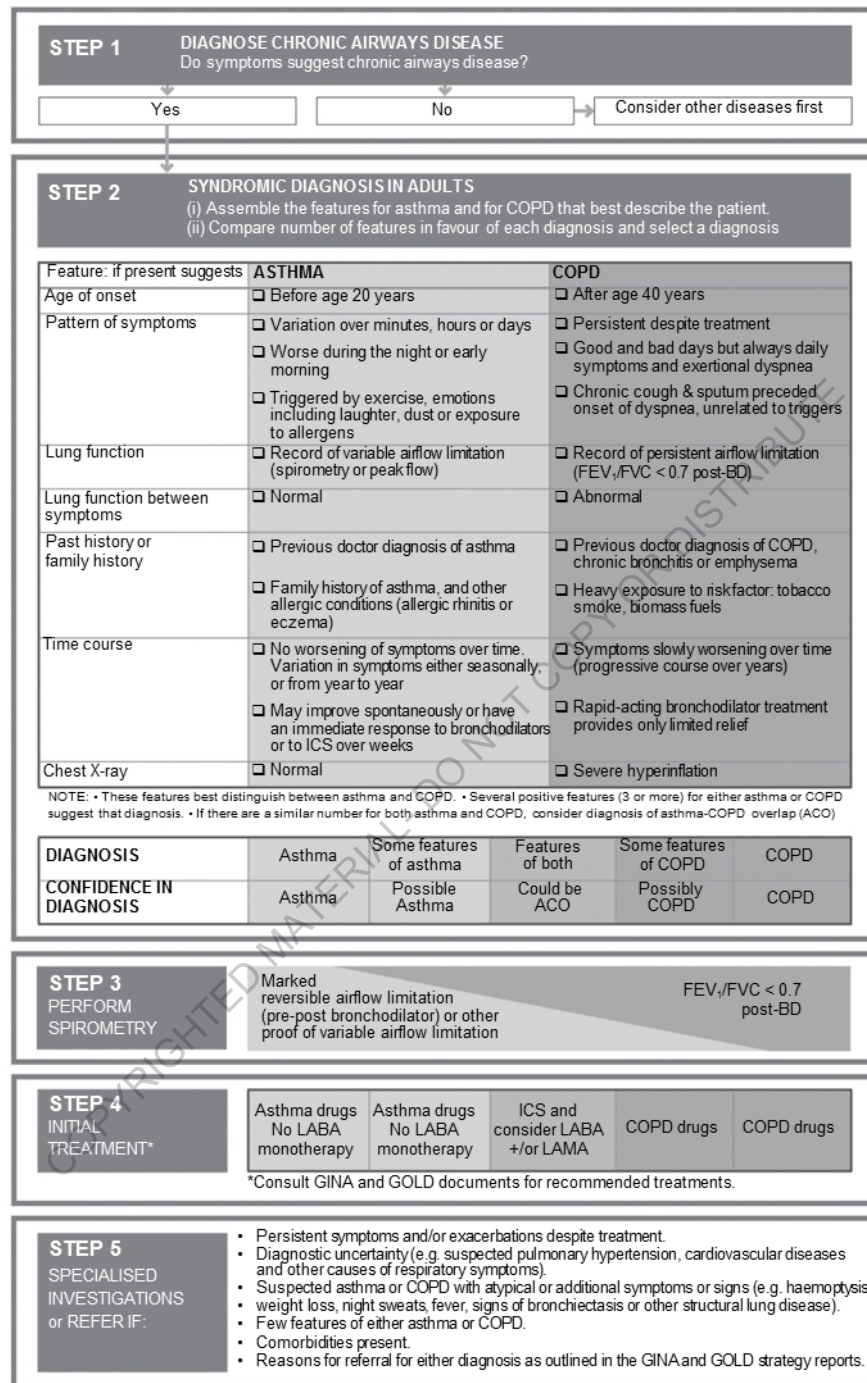 STEP 1
DIAGNOSE CHRONIC AIRWAYS DISEASE
Do symptoms suggest chronic airways disease?
Yes
No
Consider other diseases first
STEP 2
SYNDROMIC DIAGNOSIS IN ADULTS
(i) Assemble the features for asthma and for COPD that best describe the patient.
(ii) Compare number of features in favour of each diagnosis and select a diagnosis
Feature: if present suggests
ASTHMA
COPD
Age of onset
❑ Before age 20 years
❑ After age 40 years
Pattern of symptoms
❑ Variation over minutes, hours or days
❑ Worse during the night or early
morning
❑ Triggered by exercise, emotions
including laughter, dust or exposure
to allergens
❑ Persistent despite treatment
❑ Good and bad days but always daily
symptoms and exertional dyspnea
❑ Chronic cough & sputum preceded
onset of dyspnea, unrelated to triggers
Lung function
❑ Record of variable airflow limitation
(spirometry or peak flow)
❑ Record of persistent airflow limitation
(FEV₁/FVC < 0.7 post-BD)
Lung function between
symptoms
❑ Normal
❑ Abnormal
Past history or
family history
❑ Previous doctor diagnosis of asthma
❑ Family history of asthma, and other
allergic conditions (allergic rhinitis or
eczema)
❑ Previous doctor diagnosis of COPD,
chronic bronchitis or emphysema
❑ Heavy exposure to risk factor: tobacco
smoke, biomass fuels
Time course
❑ No worsening of symptoms over time.
Variation in symptoms either seasonally,
or from year to year
❑ May improve spontaneously or have
an immediate response to bronchodilators
or to ICS over weeks
❑ Symptoms slowly worsening over time
(progressive course over years)
❑ Rapid-acting bronchodilator treatment
provides only limited relief
Chest X-ray
❑ Normal
❑ Severe hyperinflation
NOTE: • These features best distinguish between asthma and COPD. • Several positive features (3 or more) for either asthma or COPD
suggest that diagnosis. • If there are a similar number for both asthma and COPD, consider diagnosis of asthma-COPD overlap (ACO)
DIAGNOSIS
Asthma
Some features
of asthma
Features
of both
Some features
of COPD
COPD
CONFIDENCE IN
DIAGNOSIS
Asthma
Possible
Asthma
Could be
ACO
Possibly
COPD
COPD
STEP 3
PERFORM
SPIROMETRY
Marked
reversible airflow limitation
(pre-post bronchodilator) or other
proof of variable airflow limitation
FEV₁/FVC < 0.7
post-BD
STEP 4
INITIAL
TREATMENT*
Asthma drugs
No LABA
monotherapy
Asthma drugs
No LABA
monotherapy
ICS and
consider LABA
+/or LAMA
COPD drugs
COPD drugs
*Consult GINA and GOLD documents for recommended treatments.
STEP 5
SPECIALISED
INVESTIGATIONS
or REFER IF:
• Persistent symptoms and/or exacerbations despite treatment.
• Diagnostic uncertainty (e.g. suspected pulmonary hypertension, cardiovascular diseases
and other causes of respiratory symptoms).
• Suspected asthma or COPD with atypical or additional symptoms or signs (e.g. haemoptysis,
• weight loss, night sweats, fever, signs of bronchiectasis or other structural lung disease).
• Few features of either asthma or COPD.
• Comorbidities present.
• Reasons for referral for either diagnosis as outlined in the GINA and GOLD strategy reports.
COPYRIGHTED MATERIAL, DO NOT COPY OR DISTRIBUTE